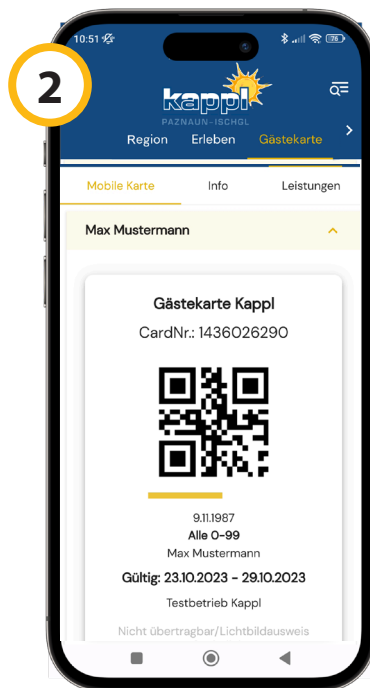 2
10:51
76
kappl
PAZNAUN-ISCHGL
Region Erleben Gästekarte
Mobile Karte Info Leistungen
Max Mustermann
Gästekarte Kappl
CardNr.: 1436026290
9.11.1987
Alle 0-99
Max Mustermann
Gültig: 23.10.2023 - 29.10.2023
Testbetrieb Kappl
Nicht übertragbar/Lichtbildausweis